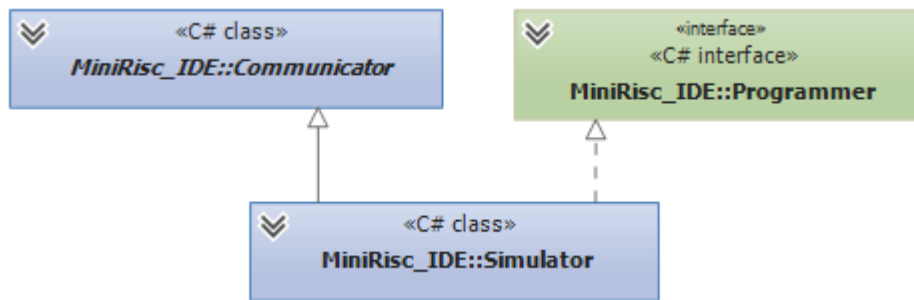 «C# class»
MiniRisc_IDE::Communicator
«interface»
«C# interface»
MiniRisc_IDE::Programmer
«C# class»
MiniRisc_IDE::Simulator